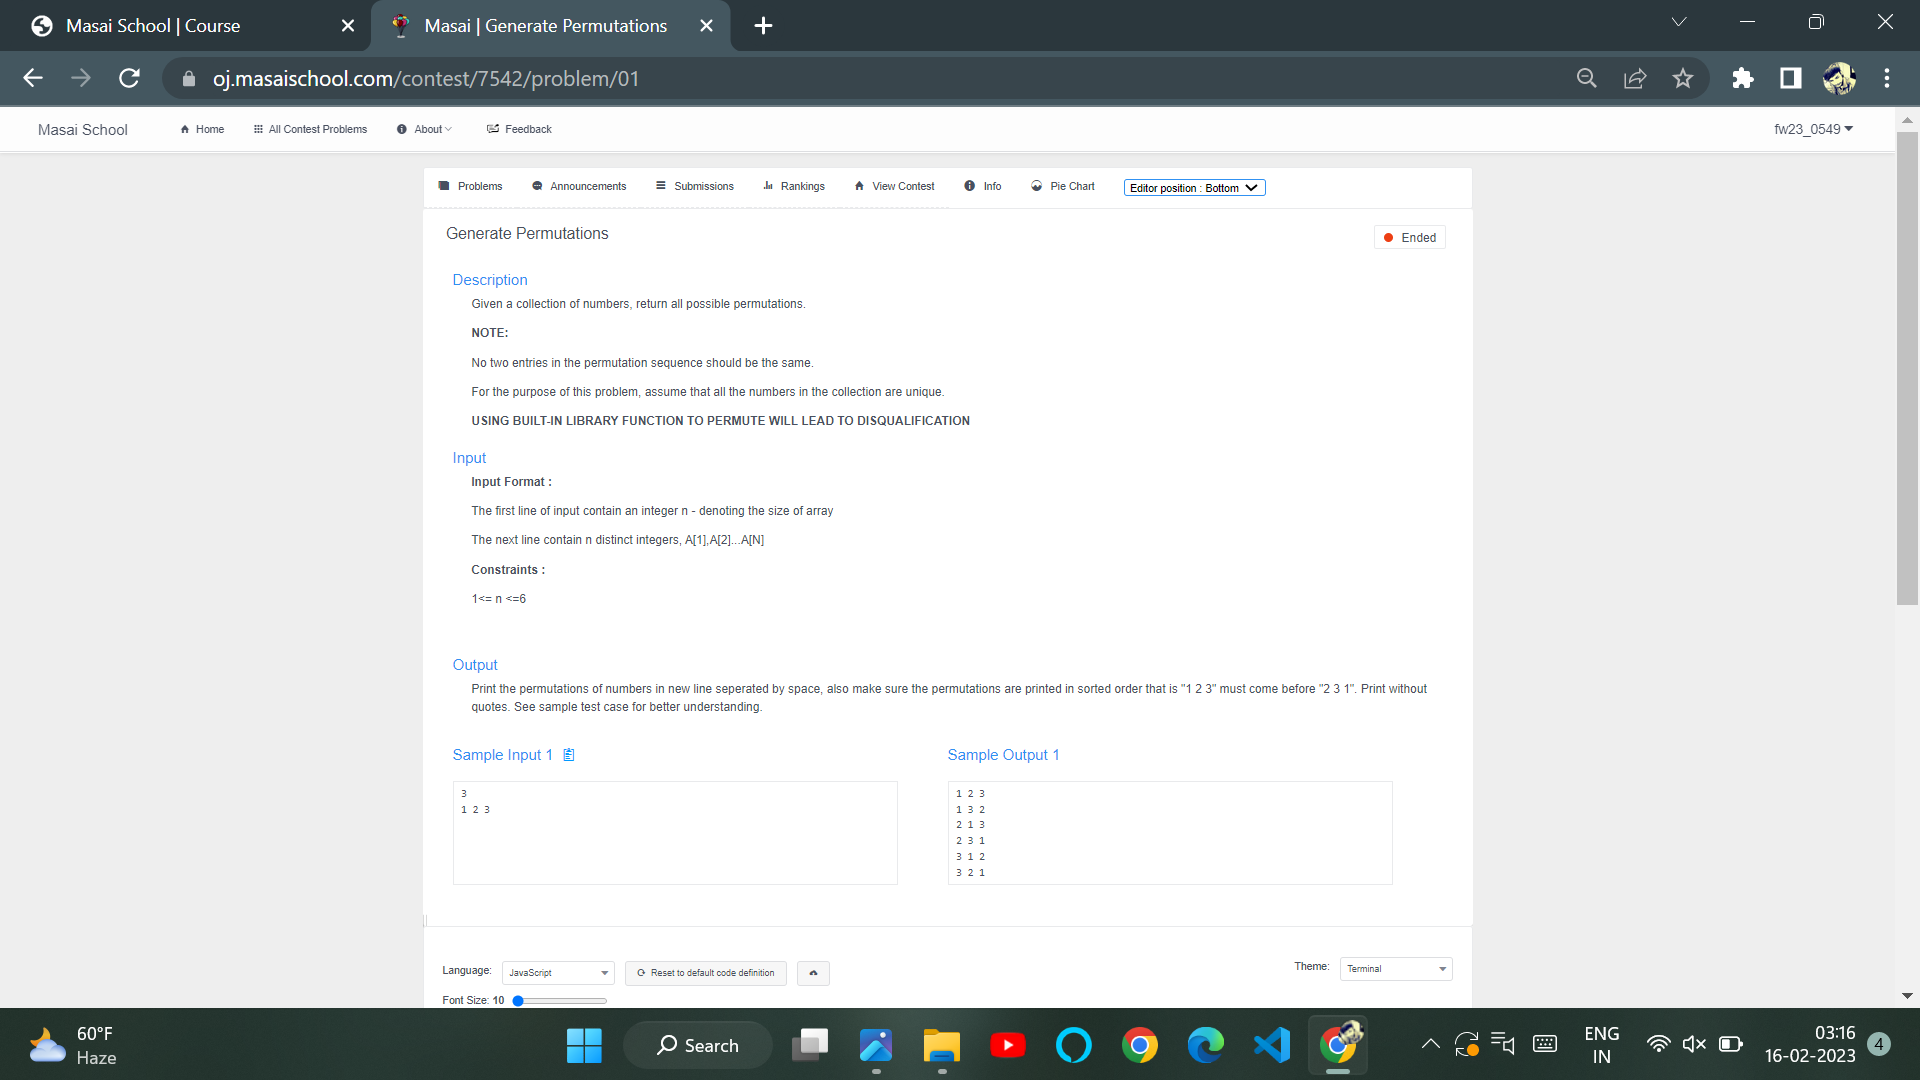 Masai School | Course
Masai | Generate Permutations
oj.masaischool.com/contest/7542/problem/01
Masai School
Home
All Contest Problems
About
Feedback
fw23_0549
Problems
Announcements
Submissions
Rankings
View Contest
Info
Pie Chart
Editor position : Bottom
Generate Permutations
Ended
Description
Given a collection of numbers, return all possible permutations.
NOTE:
No two entries in the permutation sequence should be the same.
For the purpose of this problem, assume that all the numbers in the collection are unique.
USING BUILT-IN LIBRARY FUNCTION TO PERMUTE WILL LEAD TO DISQUALIFICATION
Input
Input Format :
The first line of input contain an integer n - denoting the size of array
The next line contain n distinct integers, A[1],A[2]...A[N]
Constraints :
1<= n <=6
Output
Print the permutations of numbers in new line seperated by space, also make sure the permutations are printed in sorted order that is "1 2 3" must come before "2 3 1". Print without
quotes. See sample test case for better understanding.
Sample Input 1
3
1 2 3
Sample Output 1
1 2 3
1 3 2
2 1 3
2 3 1
3 1 2
3 2 1
Language:
JavaScript
Reset to default code definition
Theme:
Terminal
Font Size: 10
60°F
Haze
Search
ENG
IN
03:16
16-02-2023
4